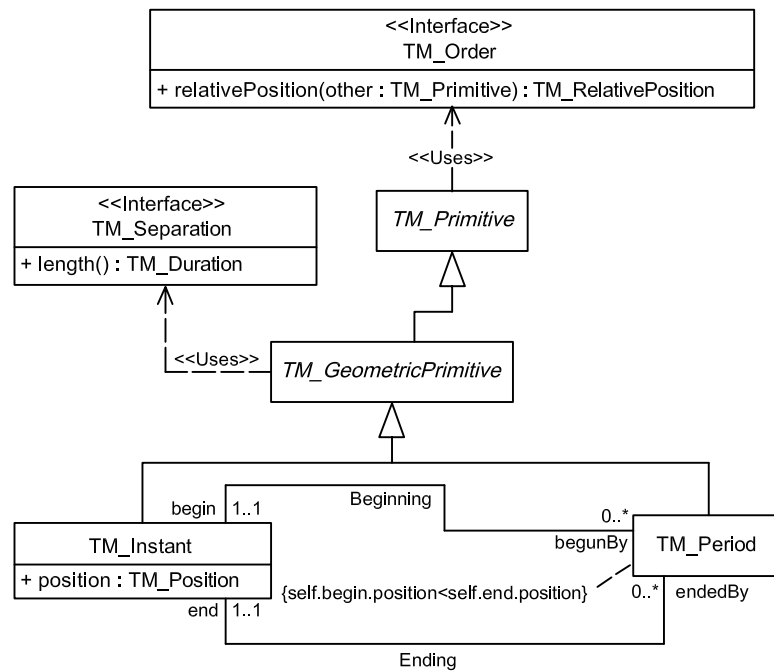 <<Interface>>
TM_Order
+ relativePosition(other : TM_Primitive) : TM_RelativePosition
<<Uses>>
<<Interface>>
TM_Separation
+ length() : TM_Duration
TM_Primitive
<<Uses>>
TM_GeometricPrimitive
begin
1..1
Beginning
0..*
begunBy
TM_Instant
+ position : TM_Position
TM_Period
{self.begin.position<self.end.position}
0..*
endedBy
end
1..1
Ending